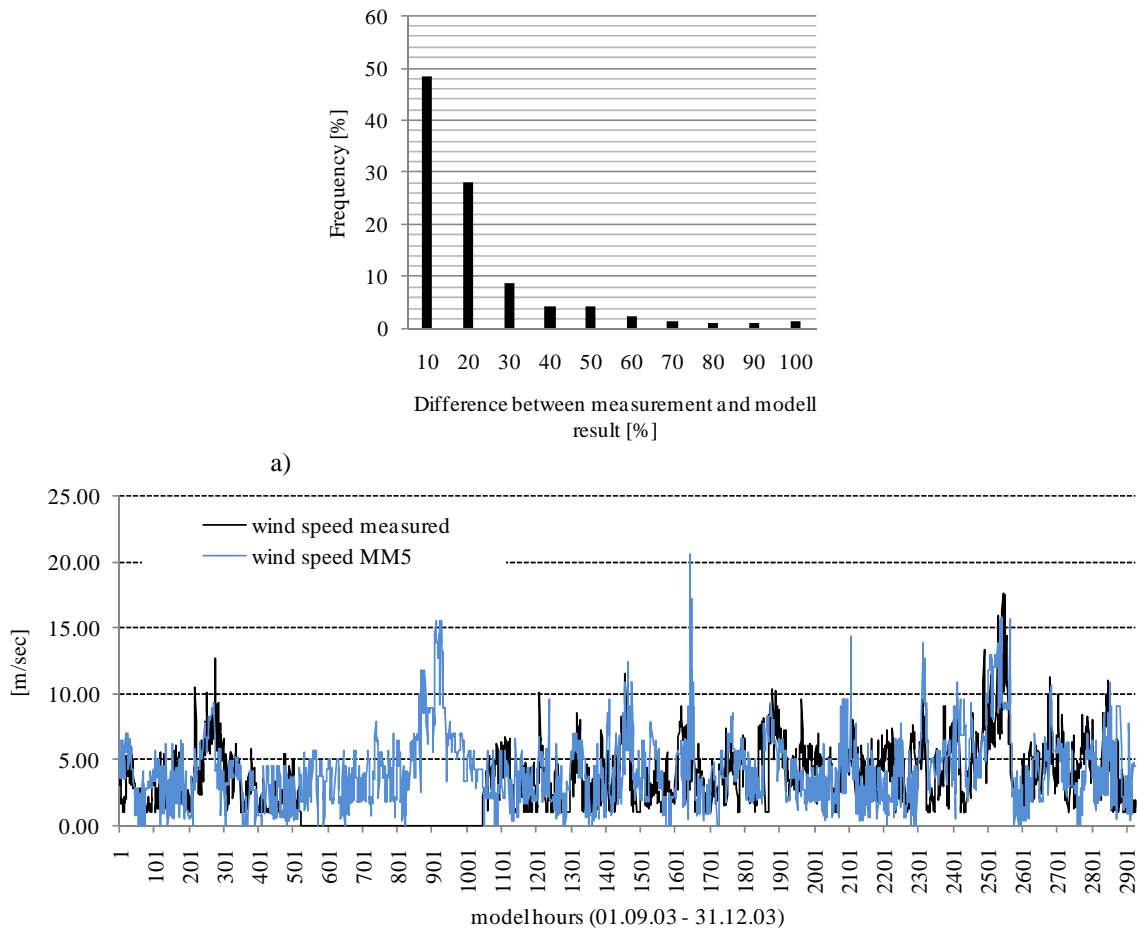 60
50
40
30
20
10
0
Frequency [%]
10 20 30 40 50 60 70 80 90 100
Difference between measurement and modell
result [%]
a)
25.00
20.00
15.00
10.00
5.00
0.00
[m/sec]
wind speed measured
wind speed MM5
1 101 201 301 401 501 601 701 801 901 1001 1101 1201 1301 1401 1501 1601 1701 1801 1901 2001 2101 2201 2301 2401 2501 2601 2701 2801 2901
model hours (01.09.03 - 31.12.03)